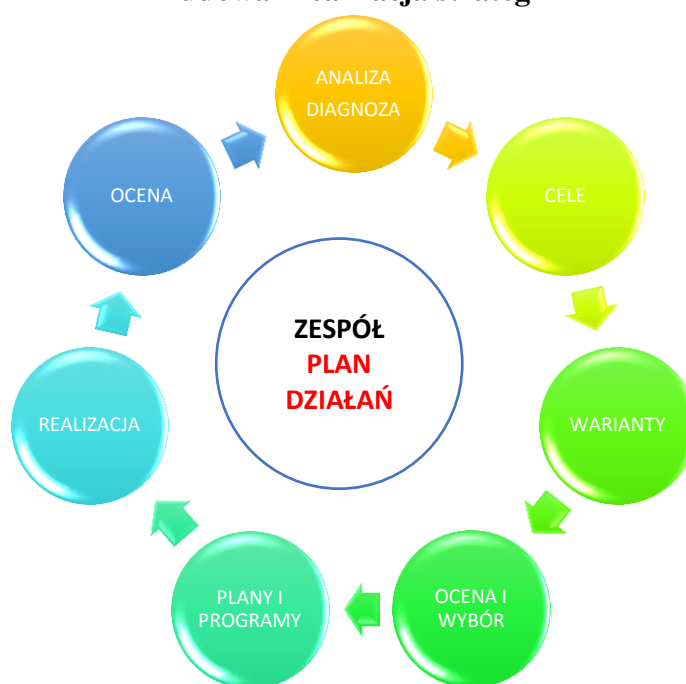 ANALIZA
DIAGNOZA
CELE
WARIANTY
OCENA I
WYBÓR
PLANY I
PROGRAMY
REALIZACJA
OCENA
ZESPÓŁ
PLAN
DZIAŁAŃ